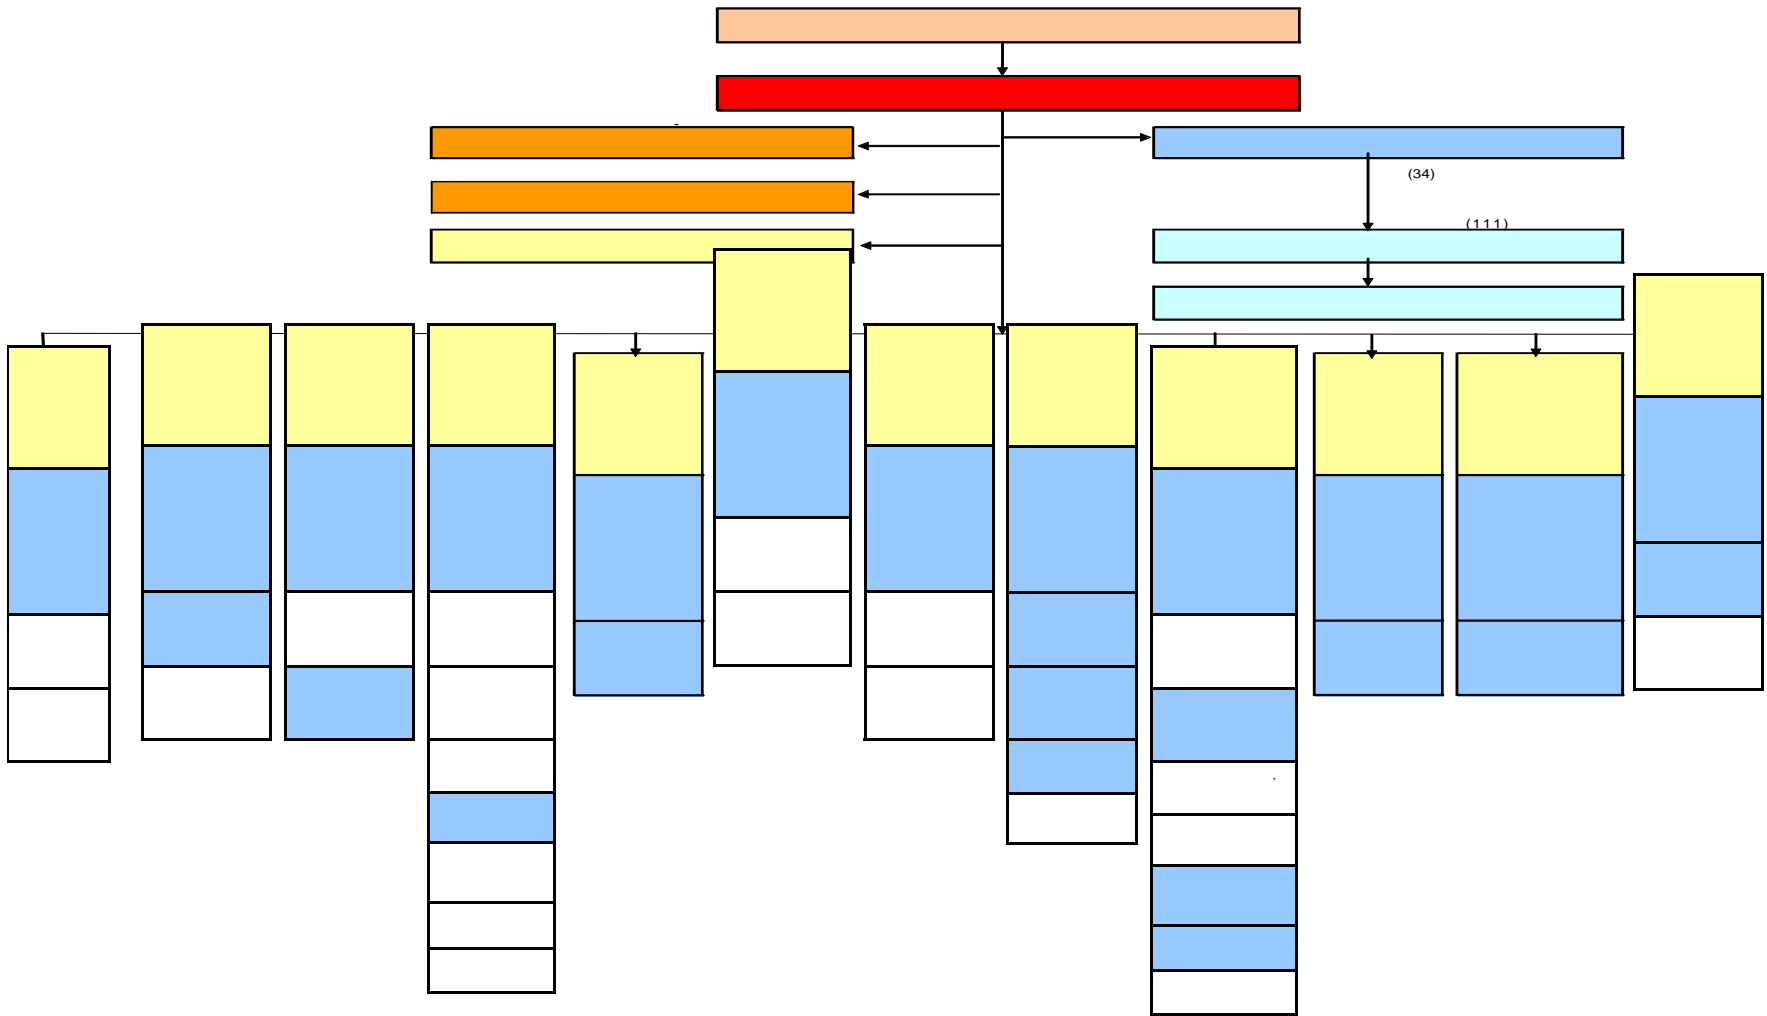 -
(34)
(111)
,